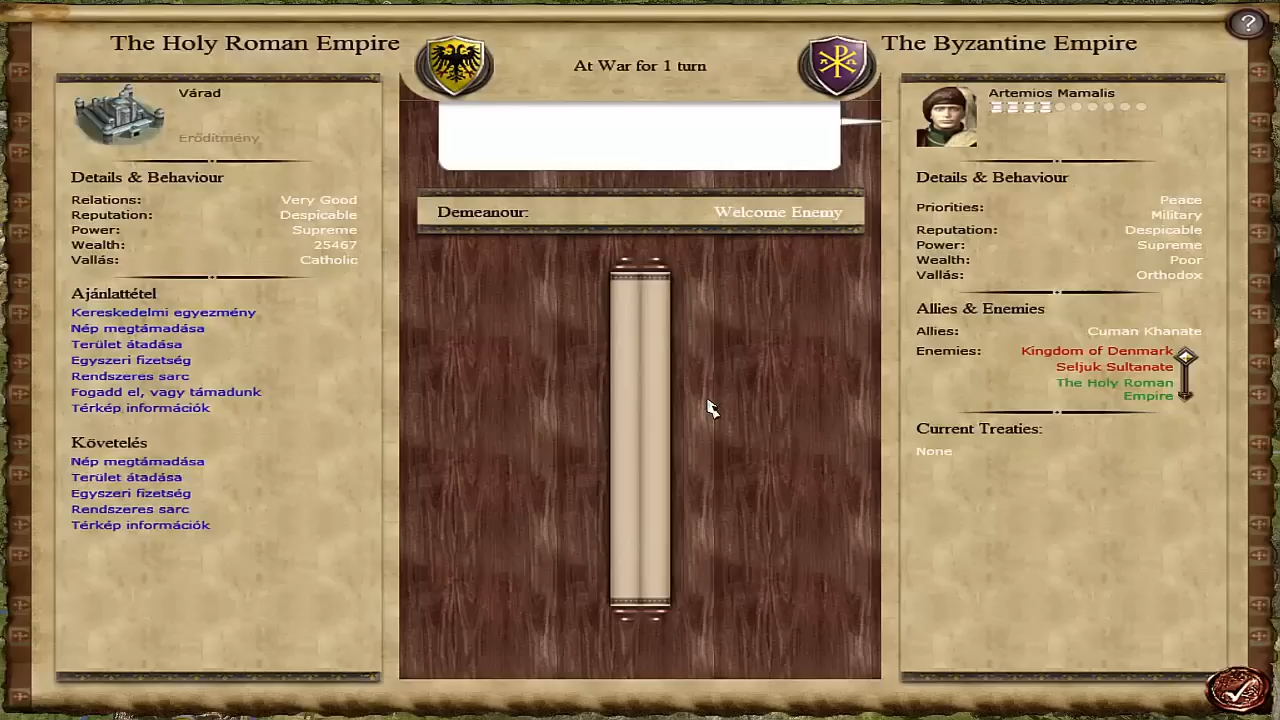 The Holy Roman Empire
At War for 1 turn
The Byzantine Empire
?
Várad
Erődítmény
Details & Behaviour
Relations: Very Good
Reputation: Despicable
Power: Supreme
Wealth: 25467
Vallás: Catholic
Ajánlattétel
Kereskedelmi egyezmény
Nép megtámadása
Terület átadása
Egyszeri fizetség
Rendszeres sarc
Fogadd el, vagy támadunk
Térkép információk
Követelés
Nép megtámadása
Terület átadása
Egyszeri fizetség
Rendszeres sarc
Térkép információk
Demeanour: Welcome Enemy
Artemios Mamalis
Details & Behaviour
Priorities: Peace
Military
Reputation: Despicable
Power: Supreme
Wealth: Poor
Vallás: Orthodox
Allies & Enemies
Allies: Cuman Khanate
Enemies: Kingdom of Denmark
Seljuk Sultanate
The Holy Roman
Empire
Current Treaties:
None